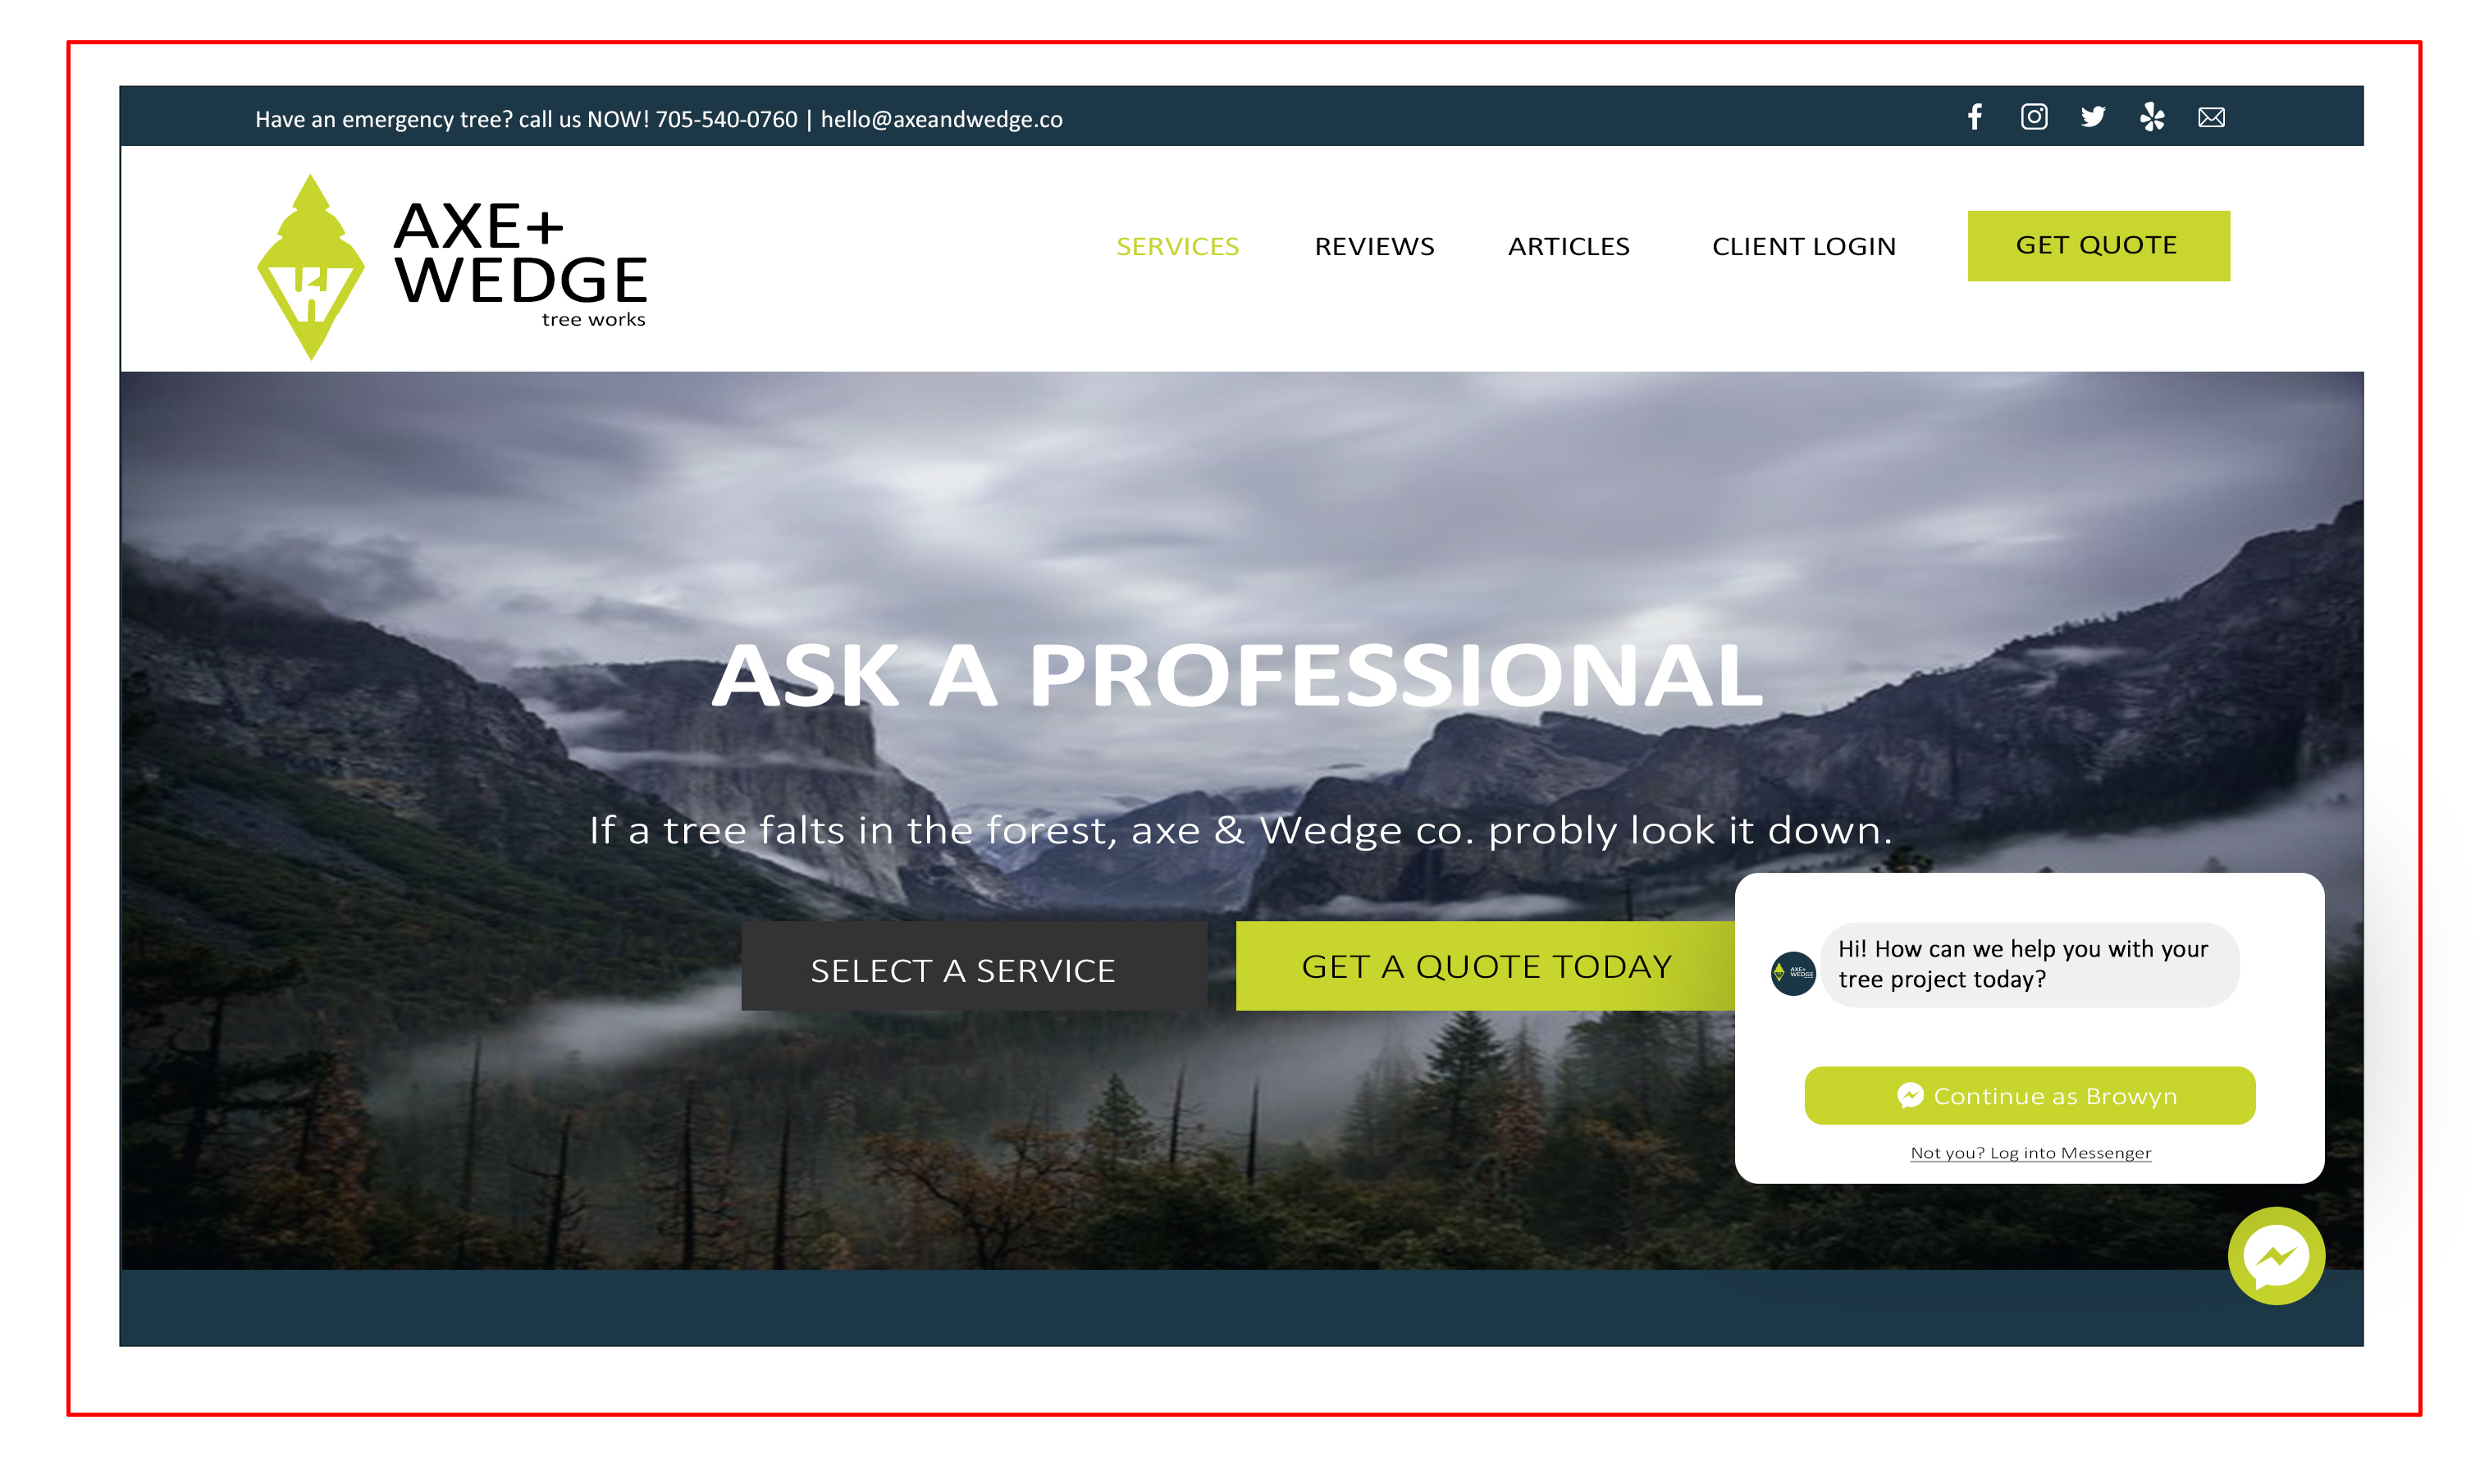 Have an emergency tree? call us NOW! 705-540-0760 | hello@axeandwedge.co
AXE+
WEDGE
tree works
SERVICES REVIEWS ARTICLES CLIENT LOGIN GET QUOTE
ASK A PROFESSIONAL
If a tree falts in the forest, axe & Wedge co. probly look it down.
SELECT A SERVICE GET A QUOTE TODAY
AXE+
WEDGE
Hi! How can we help you with your
tree project today?
Continue as Browyn
Not you? Log into Messenger